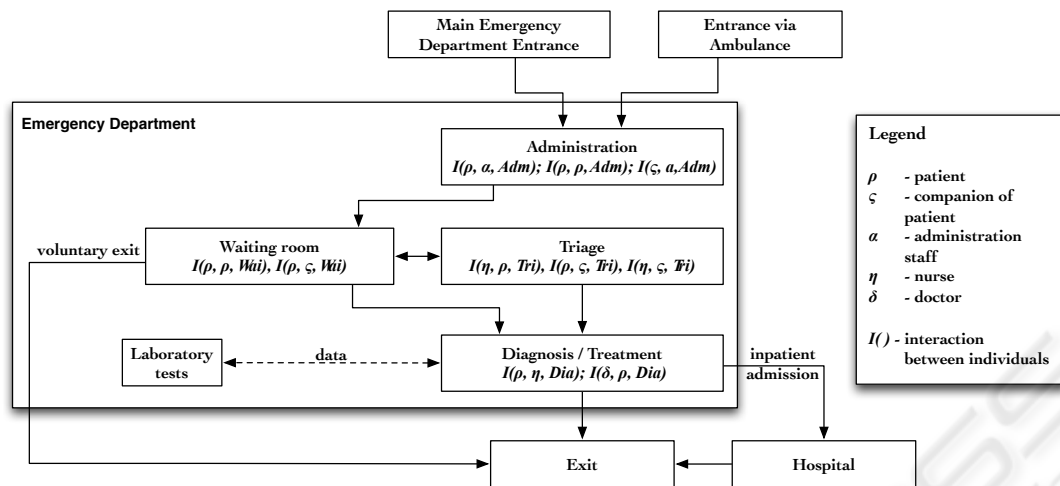 Main Emergency
Department Entrance
Entrance via
Ambulance
Emergency Department
Administration
I(ρ, α, Adm); I(ρ, ρ, Adm); I(ς, a, Adm)
voluntary exit
Waiting room
I(ρ, ρ, Wai), I(ρ, ς, Wai)
Triage
I(η, ρ, Tri), I(ρ, ς, Tri), I(η, ς, Tri)
Laboratory
tests
data
Diagnosis / Treatment
I(ρ, η, Dia); I(δ, ρ, Dia)
inpatient
admission
Exit
Hospital
Legend
ρ - patient
ς - companion of
patient
α - administration
staff
η - nurse
δ - doctor
I( ) - interaction
between individuals